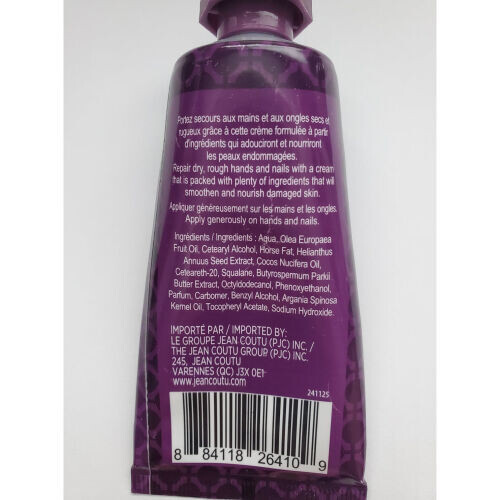 Portez secours aux mains et aux ongles secs et
rugueux grâce à cette crème formulée à partir
d'ingrédients qui adouciront et nourriront
les peaux endommagées.
Repair dry, rough hands and nails with a cream
that is packed with plenty of ingredients that will
smoothen and nourish damaged skin.
Appliquer généreusement sur les mains et les ongles.
Apply generously on hands and nails.
Ingrédients / Ingredients : Aqua, Olea Europaea
Fruit Oil, Cetearyl Alcohol, Horse Fat, Helianthus
Annuus Seed Extract, Cocos Nucifera Oil,
Ceteareth-20, Squalane, Butyrospermum Parkii
Butter Extract, Octyldodecanol, Phenoxyethanol,
Parfum, Carbomer, Benzyl Alcohol, Argania Spinosa
Kernel Oil, Tocopheryl Acetate, Sodium Hydroxide.
IMPORTÉ PAR / IMPORTED BY:
LE GROUPE JEAN COUTU (PJC) INC. /
THE JEAN COUTU GROUP (PJC) INC.
245, JEAN COUTU
VARENNES (QC) J3X 0E1
www.jeancoutu.com
241125
8 84118 26410 9